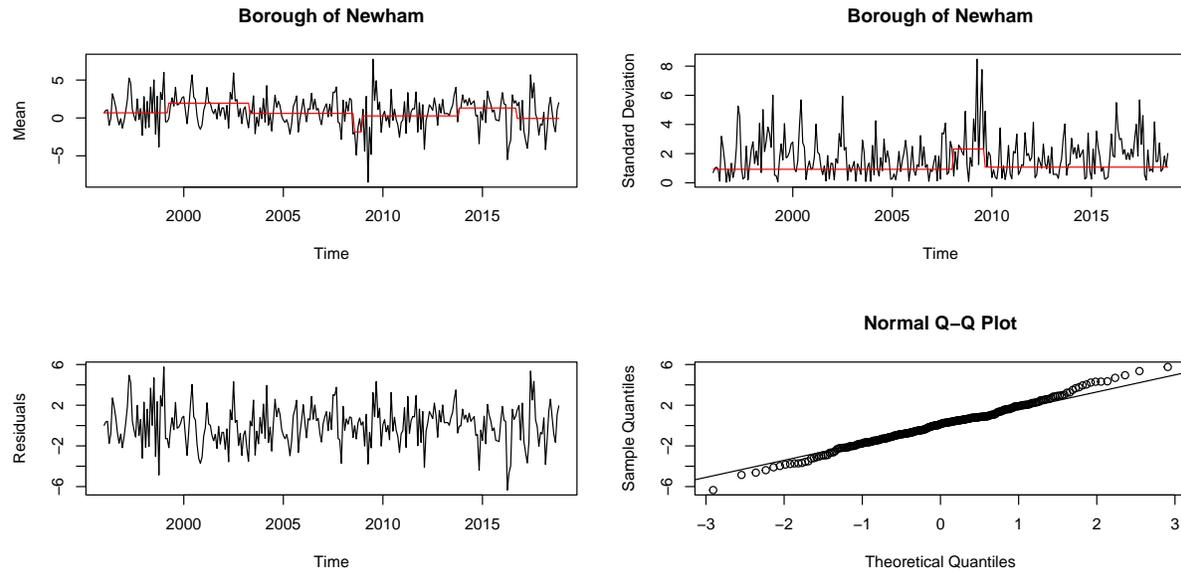 Borough of Newham
Mean
5
0
−5
2000 2005 2010 2015
Time
Borough of Newham
Standard Deviation
8
6
4
2
0
2000 2005 2010 2015
Time
Residuals
6
2
−2
−6
2000 2005 2010 2015
Time
Normal Q−Q Plot
Sample Quantiles
6
2
−2
−6
−3 −2 −1 0 1 2 3
Theoretical Quantiles